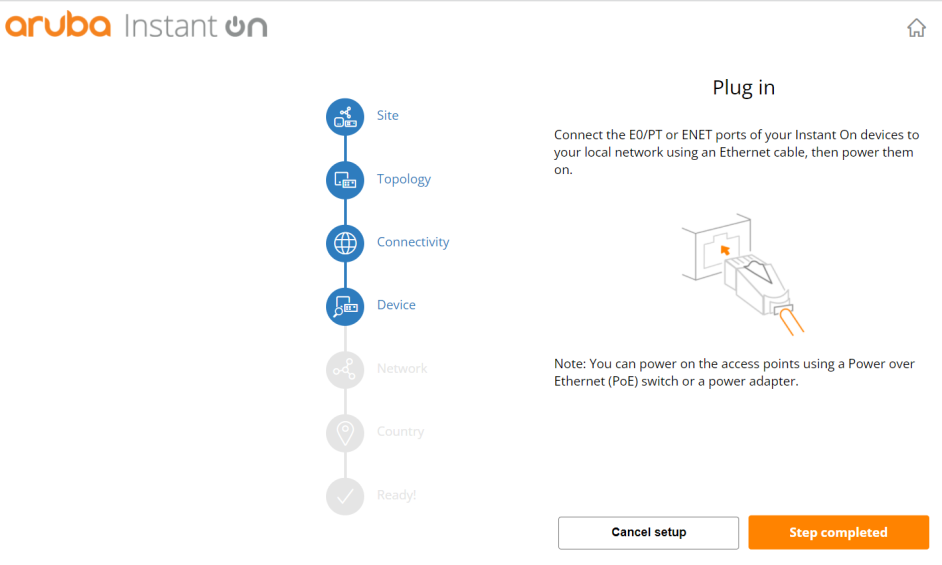 aruba Instant On
Plug in
Site
Connect the E0/PT or ENET ports of your Instant On devices to
your local network using an Ethernet cable, then power them
on.
Topology
Connectivity
Device
Note: You can power on the access points using a Power over
Ethernet (PoE) switch or a power adapter.
Network
Country
Ready!
Cancel setup
Step completed